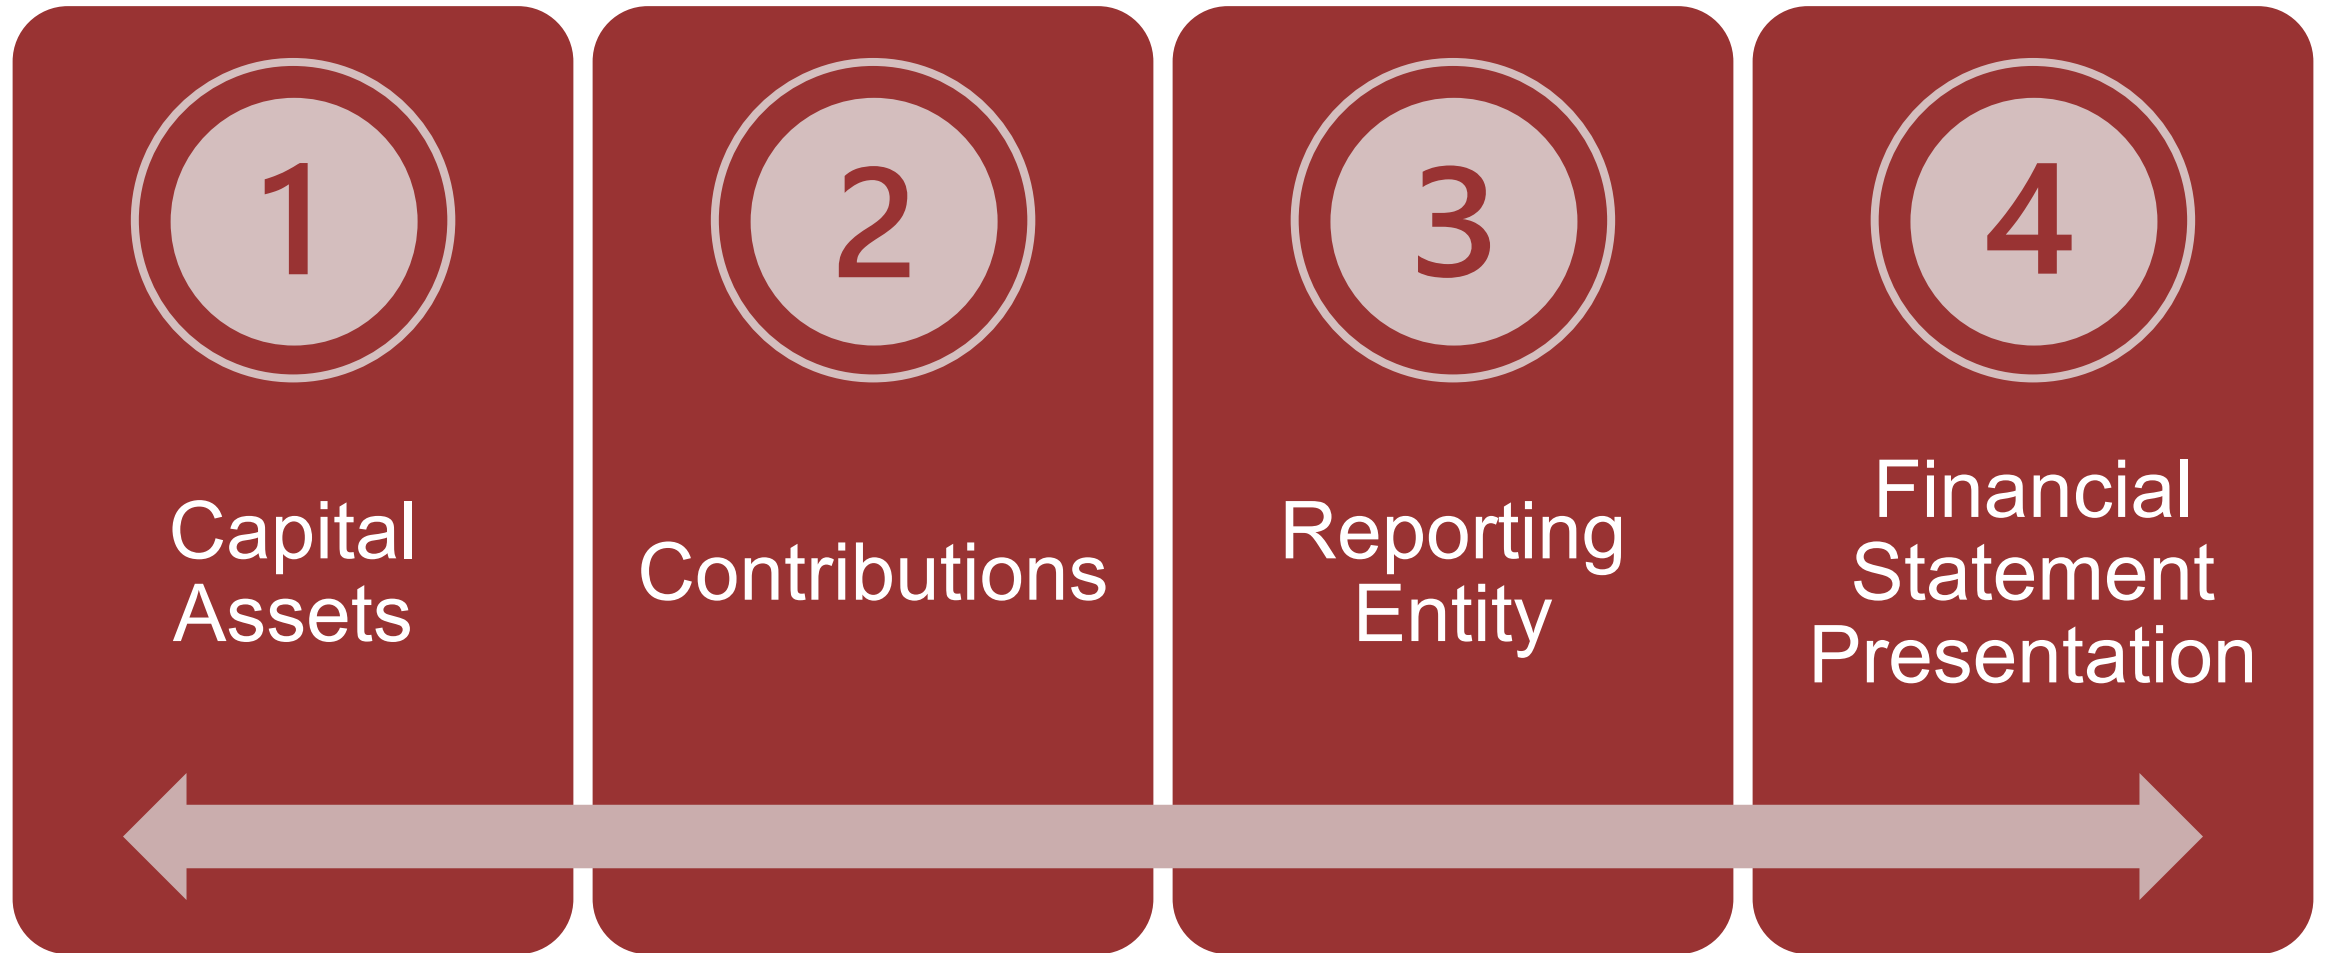 1
Capital
Assets
2
Contributions
3
Reporting
Entity
4
Financial
Statement
Presentation